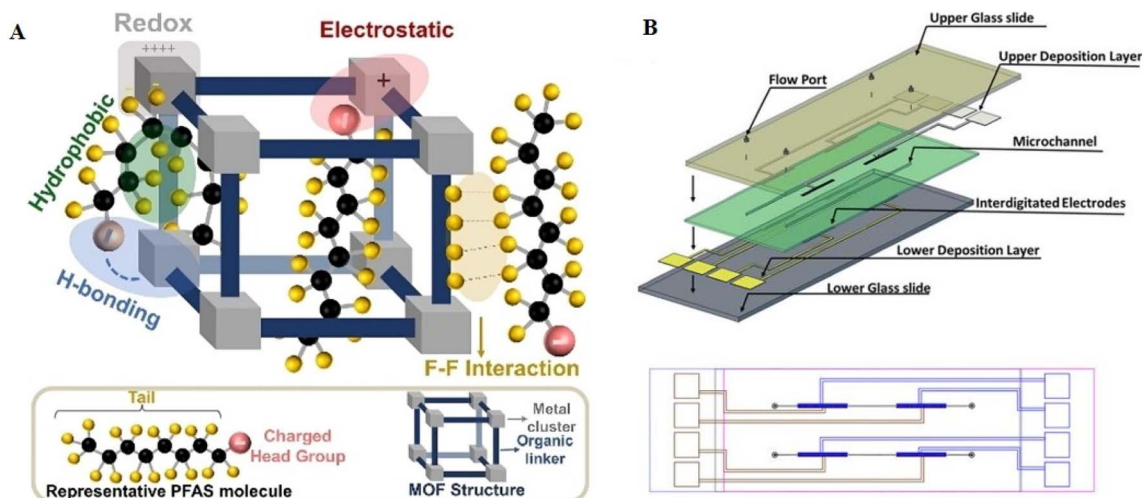 A
Redox
++++
Electrostatic
+
Hydrophobic
H-bonding
F-F Interaction
Tail
Charged
Head Group
Representative PFAS molecule
Metal
cluster
Organic
linker
MOF Structure
B
Upper Glass slide
Upper Deposition Layer
Flow Port
Microchannel
Interdigitated Electrodes
Lower Deposition Layer
Lower Glass slide